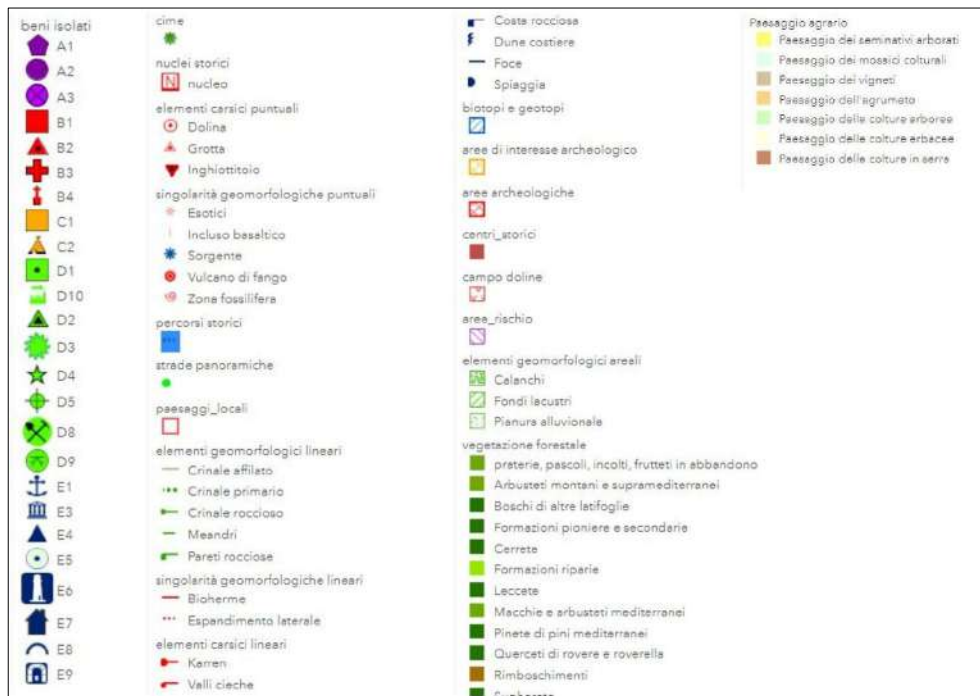 beni isolati
A1
A2
A3
B1
B2
B3
B4
C1
C2
D1
D10
D2
D3
D4
D5
D8
D9
E1
E3
E4
E5
E6
E7
E8
E9
cime
nuclei storici
N
nucleo
elementi carsici puntuali
Dolina
Grotta
Inghiottitoio
singolarità geomorfologiche puntuali
Esotici
Incluso basaltico
Sorgente
Vulcano di fango
Zona fossilifera
percorsi storici
strade panoramiche
paesaggi_locali
elementi geomorfologici lineari
Crinale affilato
Crinale primario
Crinale roccioso
Meandri
Pareti rocciose
singolarità geomorfologiche lineari
Bioherme
Espandimento laterale
elementi carsici lineari
Karren
Valli cieche
Costa rocciosa
Dune costiere
Foce
Spiaggia
biotopi e geotopi
aree di interesse archeologico
aree archeologiche
centri_storici
campo doline
aree_rischio
elementi geomorfologici areali
Calanchi
Fondi lacustri
Pianura alluvionale
vegetazione forestale
praterie, pascoli, incolti, frutteti in abbandono
Arbusteti montani e supramediterranei
Boschi di altre latifoglie
Formazioni pioniere e secondarie
Cerrete
Formazioni riparie
Leccete
Macchie e arbusteti mediterranei
Pinete di pini mediterranei
Querceti di rovere e roverella
Rimboschimenti
Sugherete
Paesaggio agrario
Paesaggio dei seminativi arborati
Paesaggio dei mosaici colturali
Paesaggio dei vigneti
Paesaggio dell'agrumeto
Paesaggio delle colture arboree
Paesaggio delle colture erbacee
Paesaggio delle colture in serra